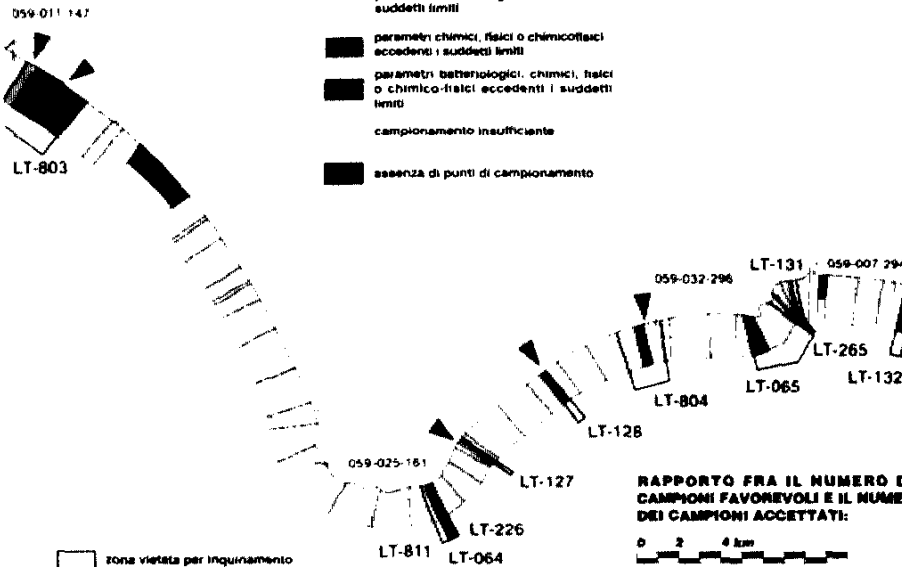 059-011-147
suddetti limiti
parametri chimici, fisici o chimicofisici
eccedenti i suddetti limiti
parametri batteriologici, chimici, fisici
o chimico-fisici eccedenti i suddetti
limiti
campionamento insufficiente
assenza di punti di campionamento
LT-803
LT-131
059-007-294
059-032-296
LT-265
LT-132
LT-065
LT-804
LT-128
059-025-161
LT-127
LT-226
LT-811
LT-064
RAPPORTO FRA IL NUMERO D
CAMPIONI FAVOREVOLI E IL NUME
DEI CAMPIONI ACCETTATI:
0 2 4 km
zona vietata per inquinamento